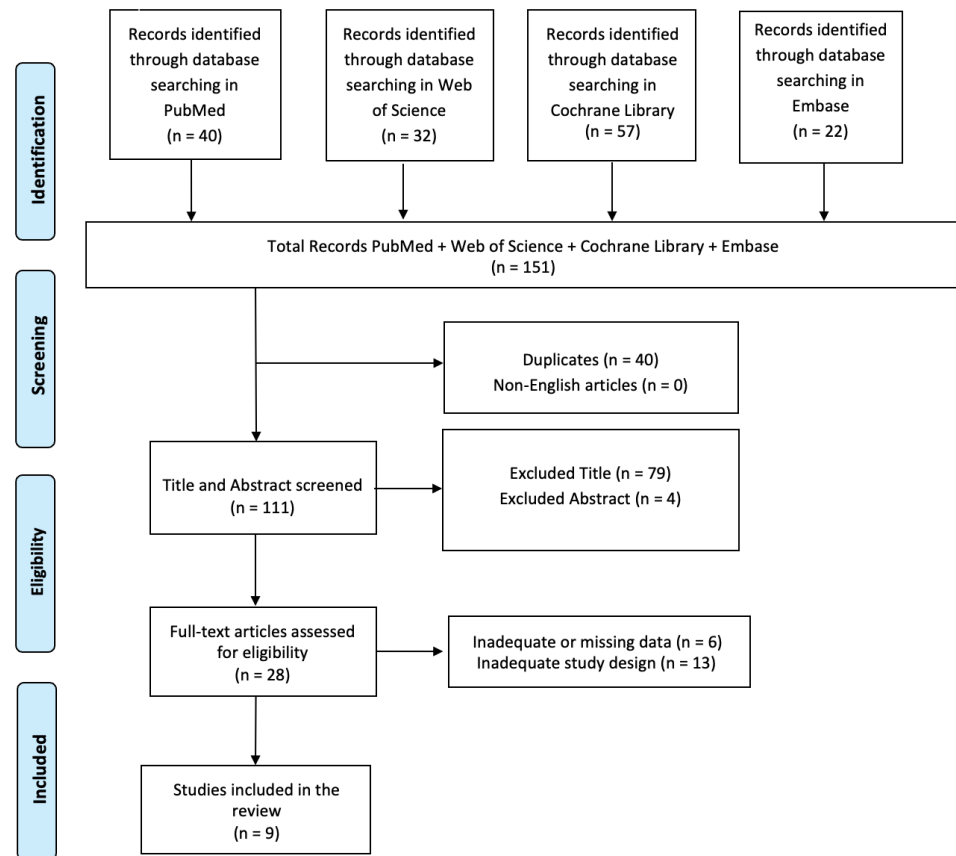 Records identified
through database
searching in
PubMed
(n = 40)
Records identified
through database
searching in Web
of Science
(n = 32)
Records identified
through database
searching in
Cochrane Library
(n = 57)
Records identified
through database
searching in
Embase
(n = 22)
Identification
Total Records PubMed + Web of Science + Cochrane Library + Embase
(n = 151)
Screening
Duplicates (n = 40)
Non-English articles (n = 0)
Title and Abstract screened
(n = 111)
Excluded Title (n = 79)
Excluded Abstract (n = 4)
Eligibility
Full-text articles assessed
for eligibility
(n = 28)
Inadequate or missing data (n = 6)
Inadequate study design (n = 13)
Included
Studies included in the
review
(n = 9)